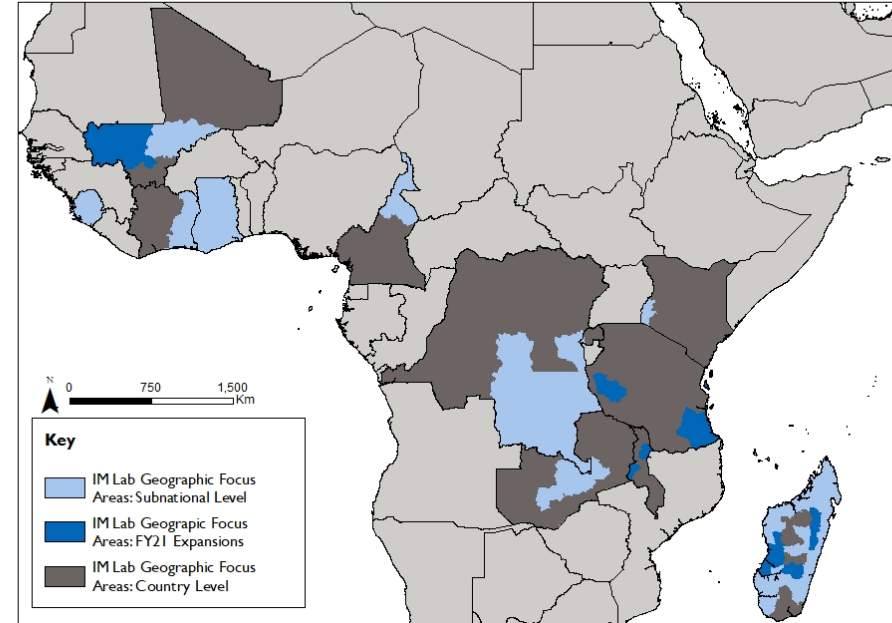 N
0 750 1,500
Km
Key
IM Lab Geographic Focus
Areas: Subnational Level
IM Lab Geograpic Focus
Areas: FY21 Expansions
IM Lab Geographic Focus
Areas: Country Level